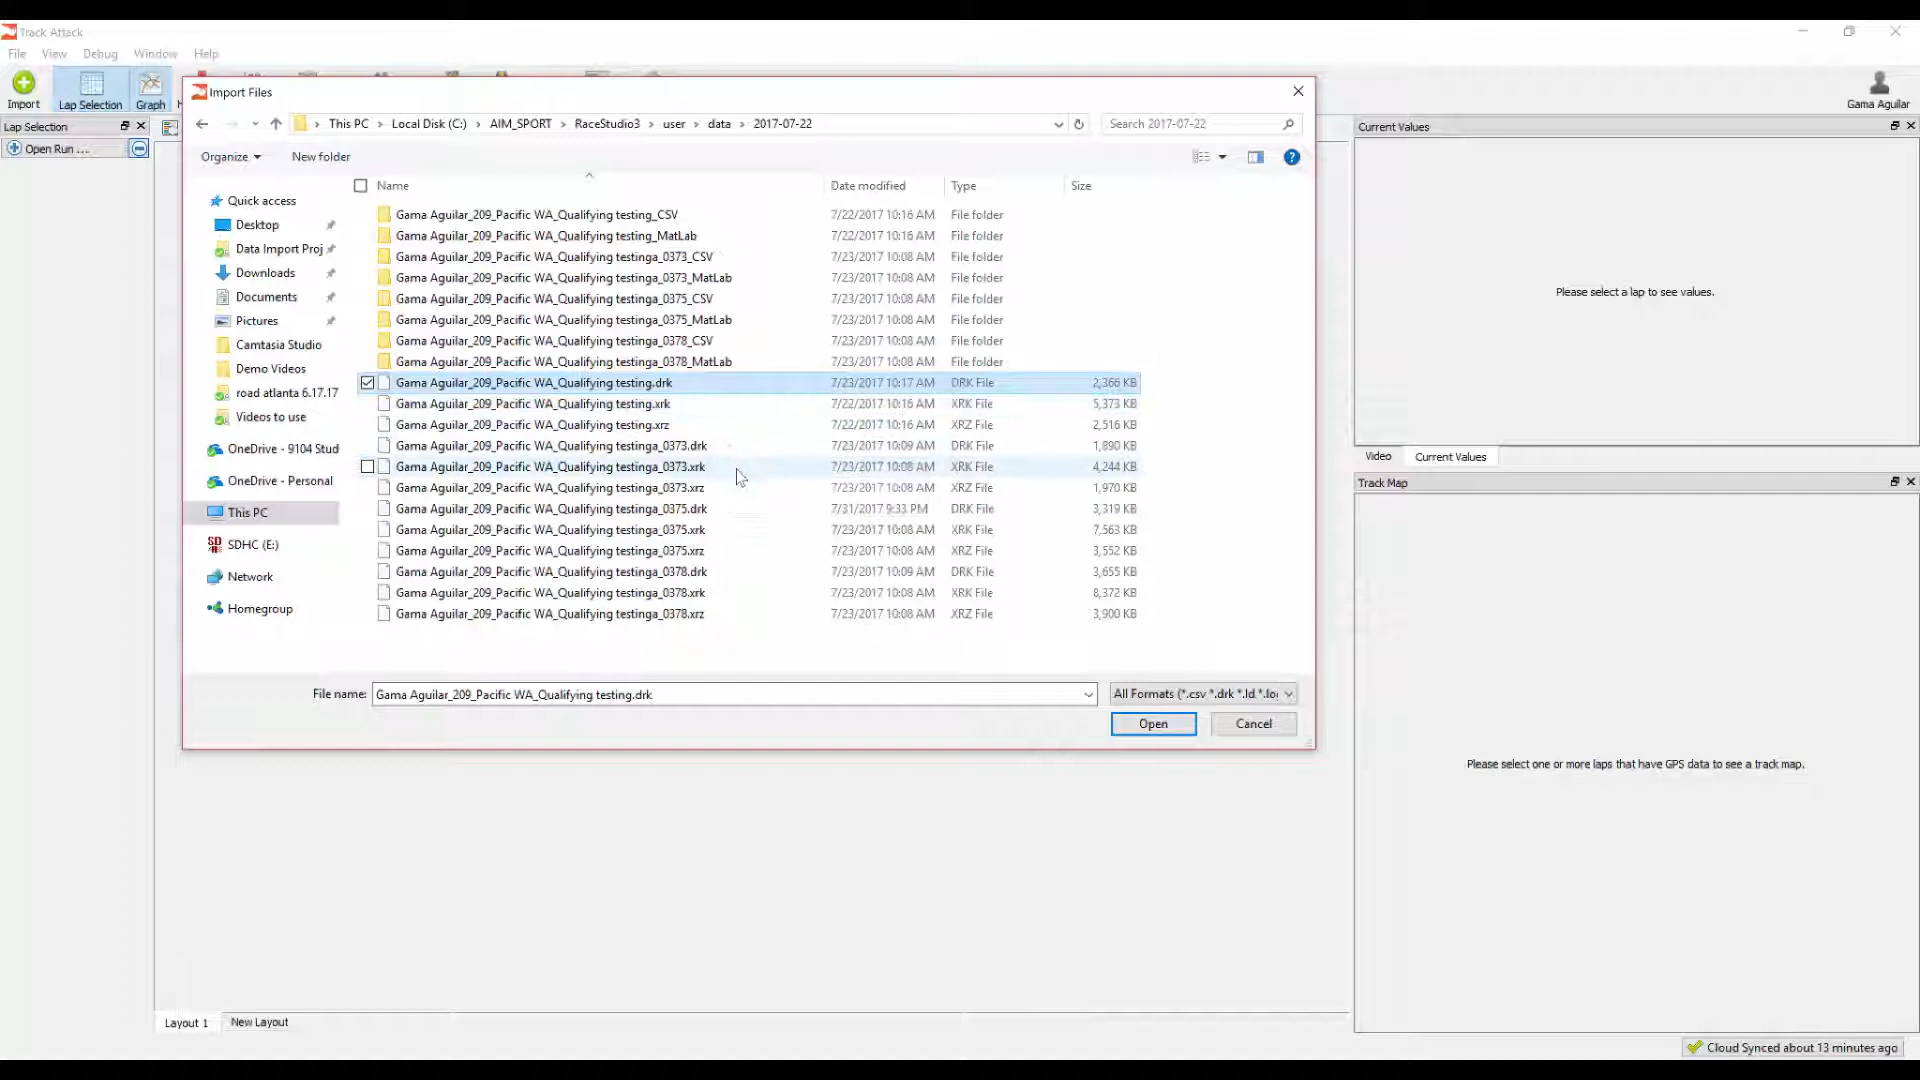 Track Attack
File View Debug Window Help
Import Lap Selection Graph
Gama Aguilar
Lap Selection
Open Run ...
Import Files
This PC > Local Disk (C:) > AIM_SPORT > RaceStudio3 > user > data > 2017-07-22
Search 2017-07-22
Organize New folder
Name Date modified Type Size
Quick access
Desktop
Data Import Proj
Downloads
Documents
Pictures
Camtasia Studio
Demo Videos
road atlanta 6.17.17
Videos to use
OneDrive - 9104 Stud
OneDrive - Personal
This PC
SDHC (E:)
Network
Homegroup
Gama Aguilar_209_Pacific WA_Qualifying testing_CSV 7/22/2017 10:16 AM File folder
Gama Aguilar_209_Pacific WA_Qualifying testing_MatLab 7/22/2017 10:16 AM File folder
Gama Aguilar_209_Pacific WA_Qualifying testinga_0373_CSV 7/23/2017 10:08 AM File folder
Gama Aguilar_209_Pacific WA_Qualifying testinga_0373_MatLab 7/23/2017 10:08 AM File folder
Gama Aguilar_209_Pacific WA_Qualifying testinga_0375_CSV 7/23/2017 10:08 AM File folder
Gama Aguilar_209_Pacific WA_Qualifying testinga_0375_MatLab 7/23/2017 10:08 AM File folder
Gama Aguilar_209_Pacific WA_Qualifying testinga_0378_CSV 7/23/2017 10:08 AM File folder
Gama Aguilar_209_Pacific WA_Qualifying testinga_0378_MatLab 7/23/2017 10:08 AM File folder
Gama Aguilar_209_Pacific WA_Qualifying testing.drk 7/23/2017 10:17 AM DRK File 2,366 KB
Gama Aguilar_209_Pacific WA_Qualifying testing.xrk 7/22/2017 10:16 AM XRK File 5,373 KB
Gama Aguilar_209_Pacific WA_Qualifying testing.xrz 7/22/2017 10:16 AM XRZ File 2,516 KB
Gama Aguilar_209_Pacific WA_Qualifying testinga_0373.drk 7/23/2017 10:09 AM DRK File 1,890 KB
Gama Aguilar_209_Pacific WA_Qualifying testinga_0373.xrk 7/23/2017 10:08 AM XRK File 4,244 KB
Gama Aguilar_209_Pacific WA_Qualifying testinga_0373.xrz 7/23/2017 10:08 AM XRZ File 1,970 KB
Gama Aguilar_209_Pacific WA_Qualifying testinga_0375.drk 7/31/2017 9:33 PM DRK File 3,319 KB
Gama Aguilar_209_Pacific WA_Qualifying testinga_0375.xrk 7/23/2017 10:08 AM XRK File 7,563 KB
Gama Aguilar_209_Pacific WA_Qualifying testinga_0375.xrz 7/23/2017 10:08 AM XRZ File 3,552 KB
Gama Aguilar_209_Pacific WA_Qualifying testinga_0378.drk 7/23/2017 10:09 AM DRK File 3,655 KB
Gama Aguilar_209_Pacific WA_Qualifying testinga_0378.xrk 7/23/2017 10:08 AM XRK File 8,372 KB
Gama Aguilar_209_Pacific WA_Qualifying testinga_0378.xrz 7/23/2017 10:08 AM XRZ File 3,900 KB
File name: Gama Aguilar_209_Pacific WA_Qualifying testing.drk
All Formats (*.csv *.drk *.ld *.lo
Open Cancel
Current Values
Please select a lap to see values.
Video Current Values
Track Map
Please select one or more laps that have GPS data to see a track map.
Layout 1 New Layout
Cloud Synced about 13 minutes ago